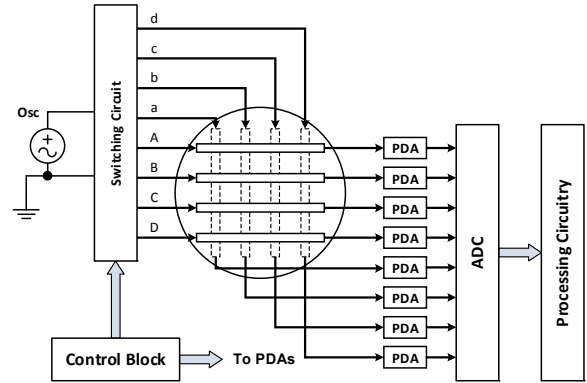 d
c
b
a
Osc
A
B
C
D
Switching Circuit
PDA
PDA
PDA
PDA
PDA
PDA
PDA
PDA
ADC
Processing Circuitry
Control Block
To PDAs